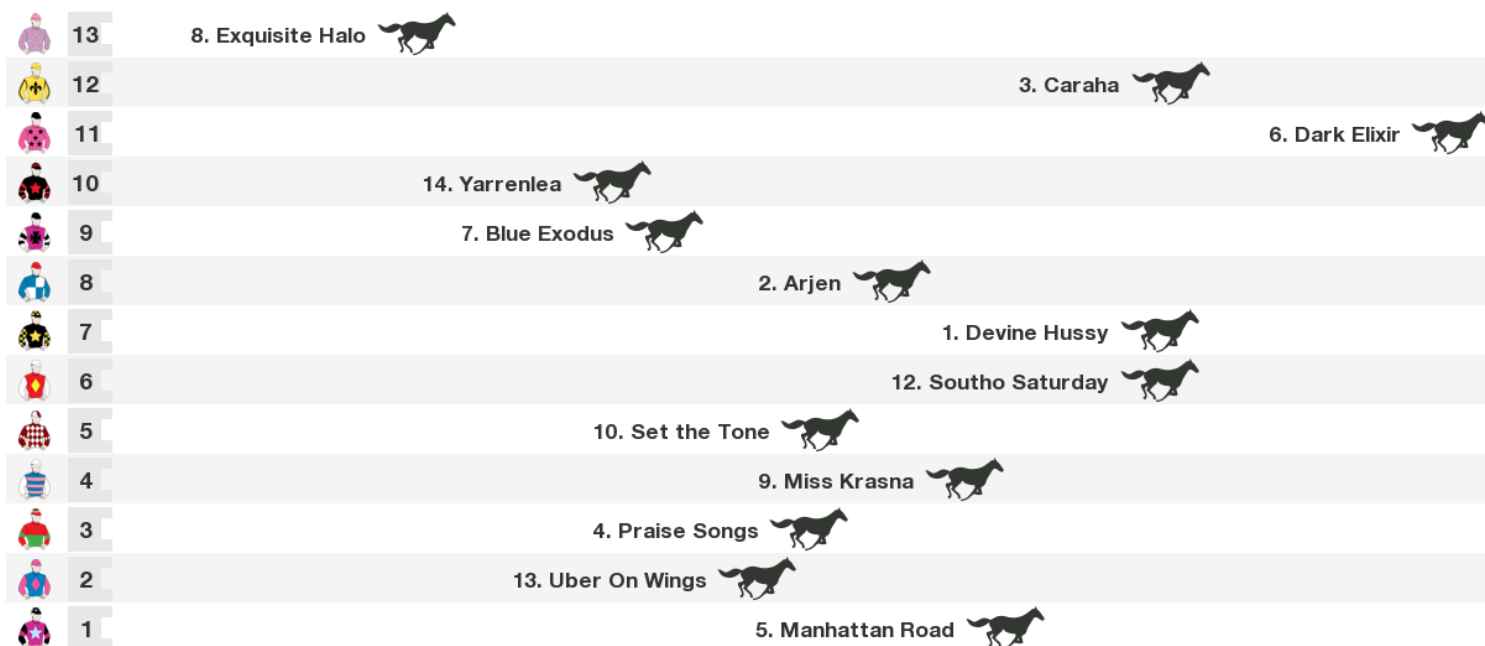 13 8. Exquisite Halo
12 3. Caraha
11 6. Dark Elixir
10 14. Yarrenlea
9 7. Blue Exodus
8 2. Arjen
7 1. Devine Hussy
6 12. Southo Saturday
5 10. Set the Tone
4 9. Miss Krasna
3 4. Praise Songs
2 13. Uber On Wings
1 5. Manhattan Road